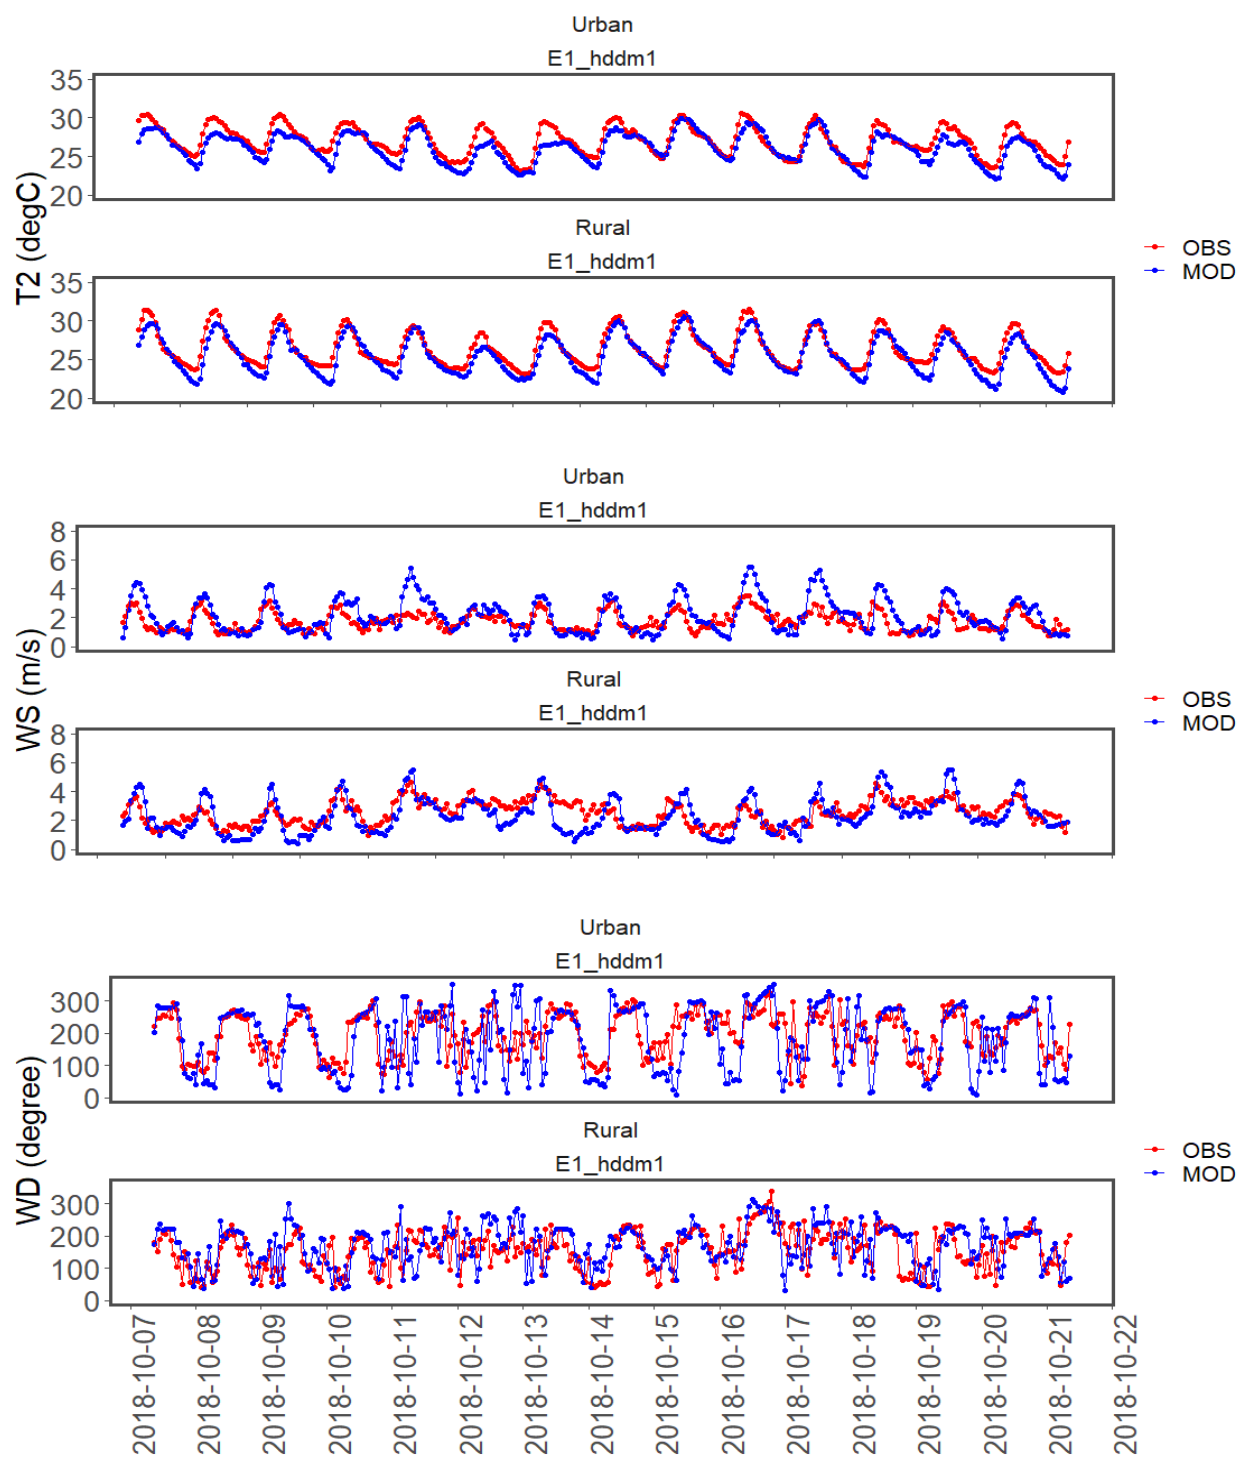 Urban
E1_hddm1
35
30
25
20
Rural
E1_hddm1
35
30
25
20
T2 (degC)
OBS
MOD
Urban
E1_hddm1
8
6
4
2
0
Rural
E1_hddm1
8
6
4
2
0
WS (m/s)
OBS
MOD
Urban
E1_hddm1
300
200
100
0
Rural
E1_hddm1
300
200
100
0
WD (degree)
OBS
MOD
2018-10-07
2018-10-08
2018-10-09
2018-10-10
2018-10-11
2018-10-12
2018-10-13
2018-10-14
2018-10-15
2018-10-16
2018-10-17
2018-10-18
2018-10-19
2018-10-20
2018-10-21
2018-10-22